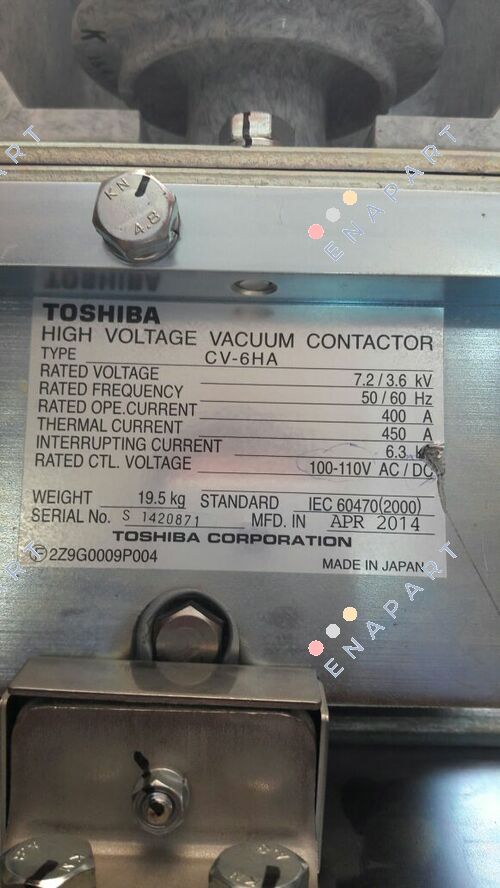 KN
4.8
ENAPART
ENAPART
TOSHIBA
TOSHIBA
HIGH VOLTAGE VACUUM CONTACTOR
TYPE CV-6HA
RATED VOLTAGE 7.2/3.6 kV
RATED FREQUENCY 50/60 Hz
RATED OPE.CURRENT 400 A
THERMAL CURRENT 450 A
INTERRUPTING CURRENT 6.3
RATED CTL. VOLTAGE 100-110V AC/DC
WEIGHT 19.5 kg STANDARD IEC 60470(2000)
SERIAL No. S 1420871 MFD. IN APR 2014
TOSHIBA CORPORATION
2Z9G0009P004 MADE IN JAPAN
ENAPART
ENAPART